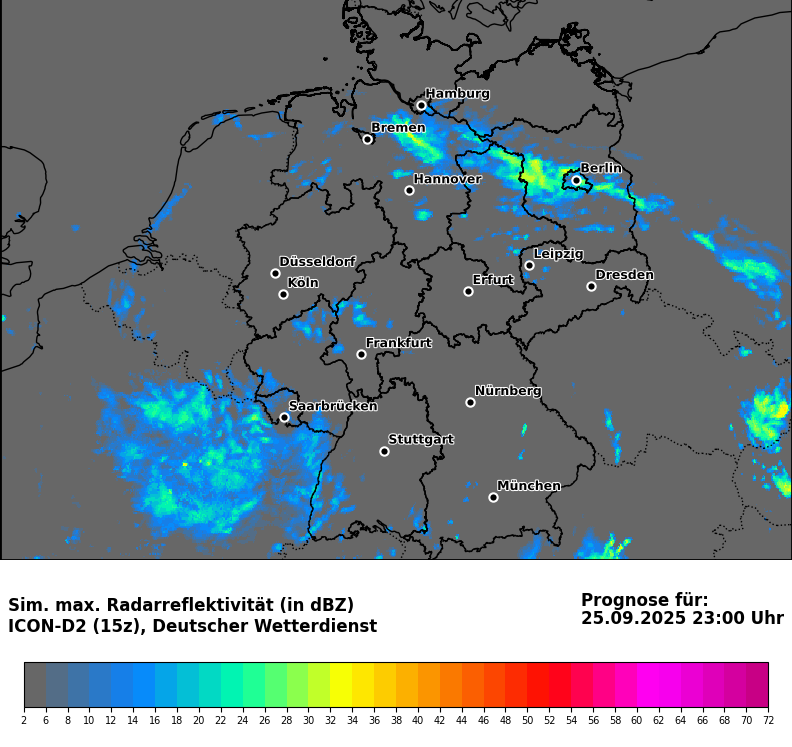 Hamburg
Bremen
Berlin
Hannover
Leipzig
Düsseldorf
Dresden
Köln
Erfurt
Frankfurt
Nürnberg
Saarbrücken
Stuttgart
München
Sim. max. Radarreflektivität (in dBZ)
ICON-D2 (15z), Deutscher Wetterdienst
Prognose für:
25.09.2025 23:00 Uhr
2 6 8 10 12 14 16 18 20 22 24 26 28 30 32 34 36 38 40 42 44 46 48 50 52 54 56 58 60 62 64 66 68 70 72